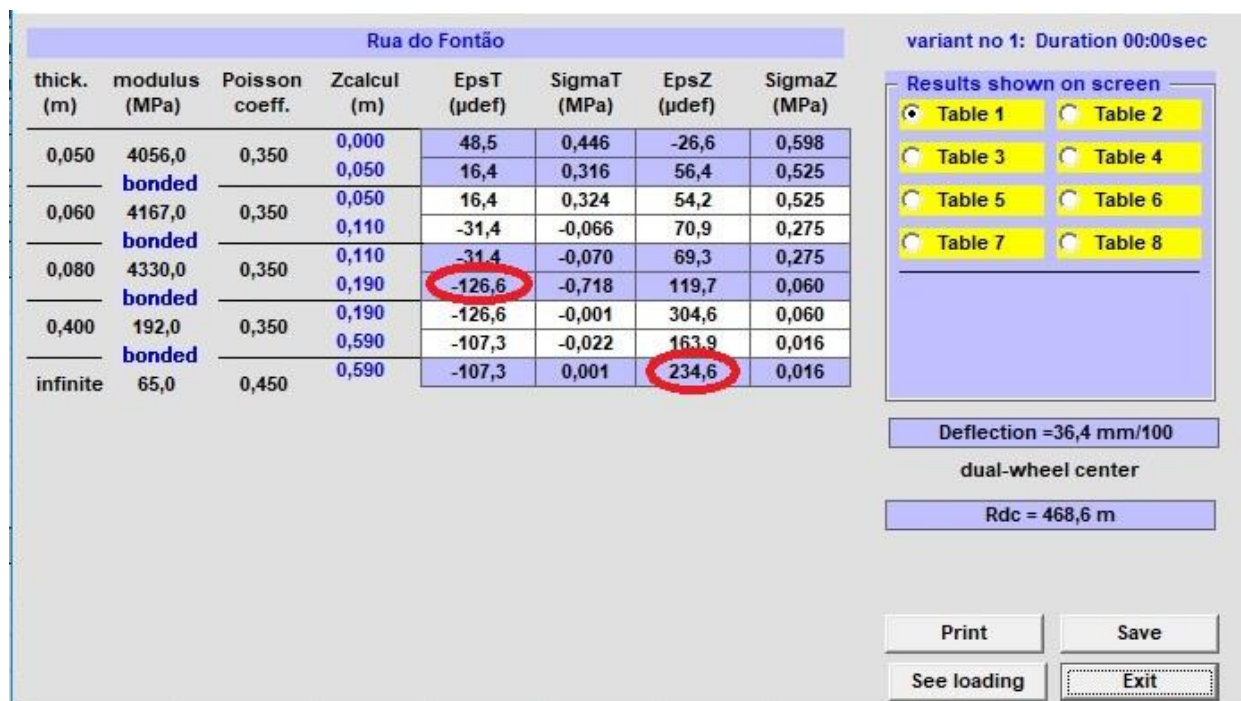 Rua do Fontão
variant no 1: Duration 00:00sec
thick. modulus Poisson Zcalcul EpsT SigmaT EpsZ SigmaZ
(m) (MPa) coeff. (m) (µdef) (MPa) (µdef) (MPa)
0,050 4056,0 0,350
0,000 48,5 0,446 -26,6 0,598
0,050 16,4 0,316 56,4 0,525
bonded
0,060 4167,0 0,350
0,050 16,4 0,324 54,2 0,525
0,110 -31,4 -0,066 70,9 0,275
bonded
0,080 4330,0 0,350
0,110 -31,4 -0,070 69,3 0,275
0,190 -126,6 -0,718 119,7 0,060
bonded
0,400 192,0 0,350
0,190 -126,6 -0,001 304,6 0,060
0,590 -107,3 -0,022 163,9 0,016
bonded
infinite 65,0 0,450
0,590 -107,3 0,001 234,6 0,016
Results shown on screen
Table 1 Table 2
Table 3 Table 4
Table 5 Table 6
Table 7 Table 8
Deflection =36,4 mm/100
dual-wheel center
Rdc = 468,6 m
Print Save
See loading Exit